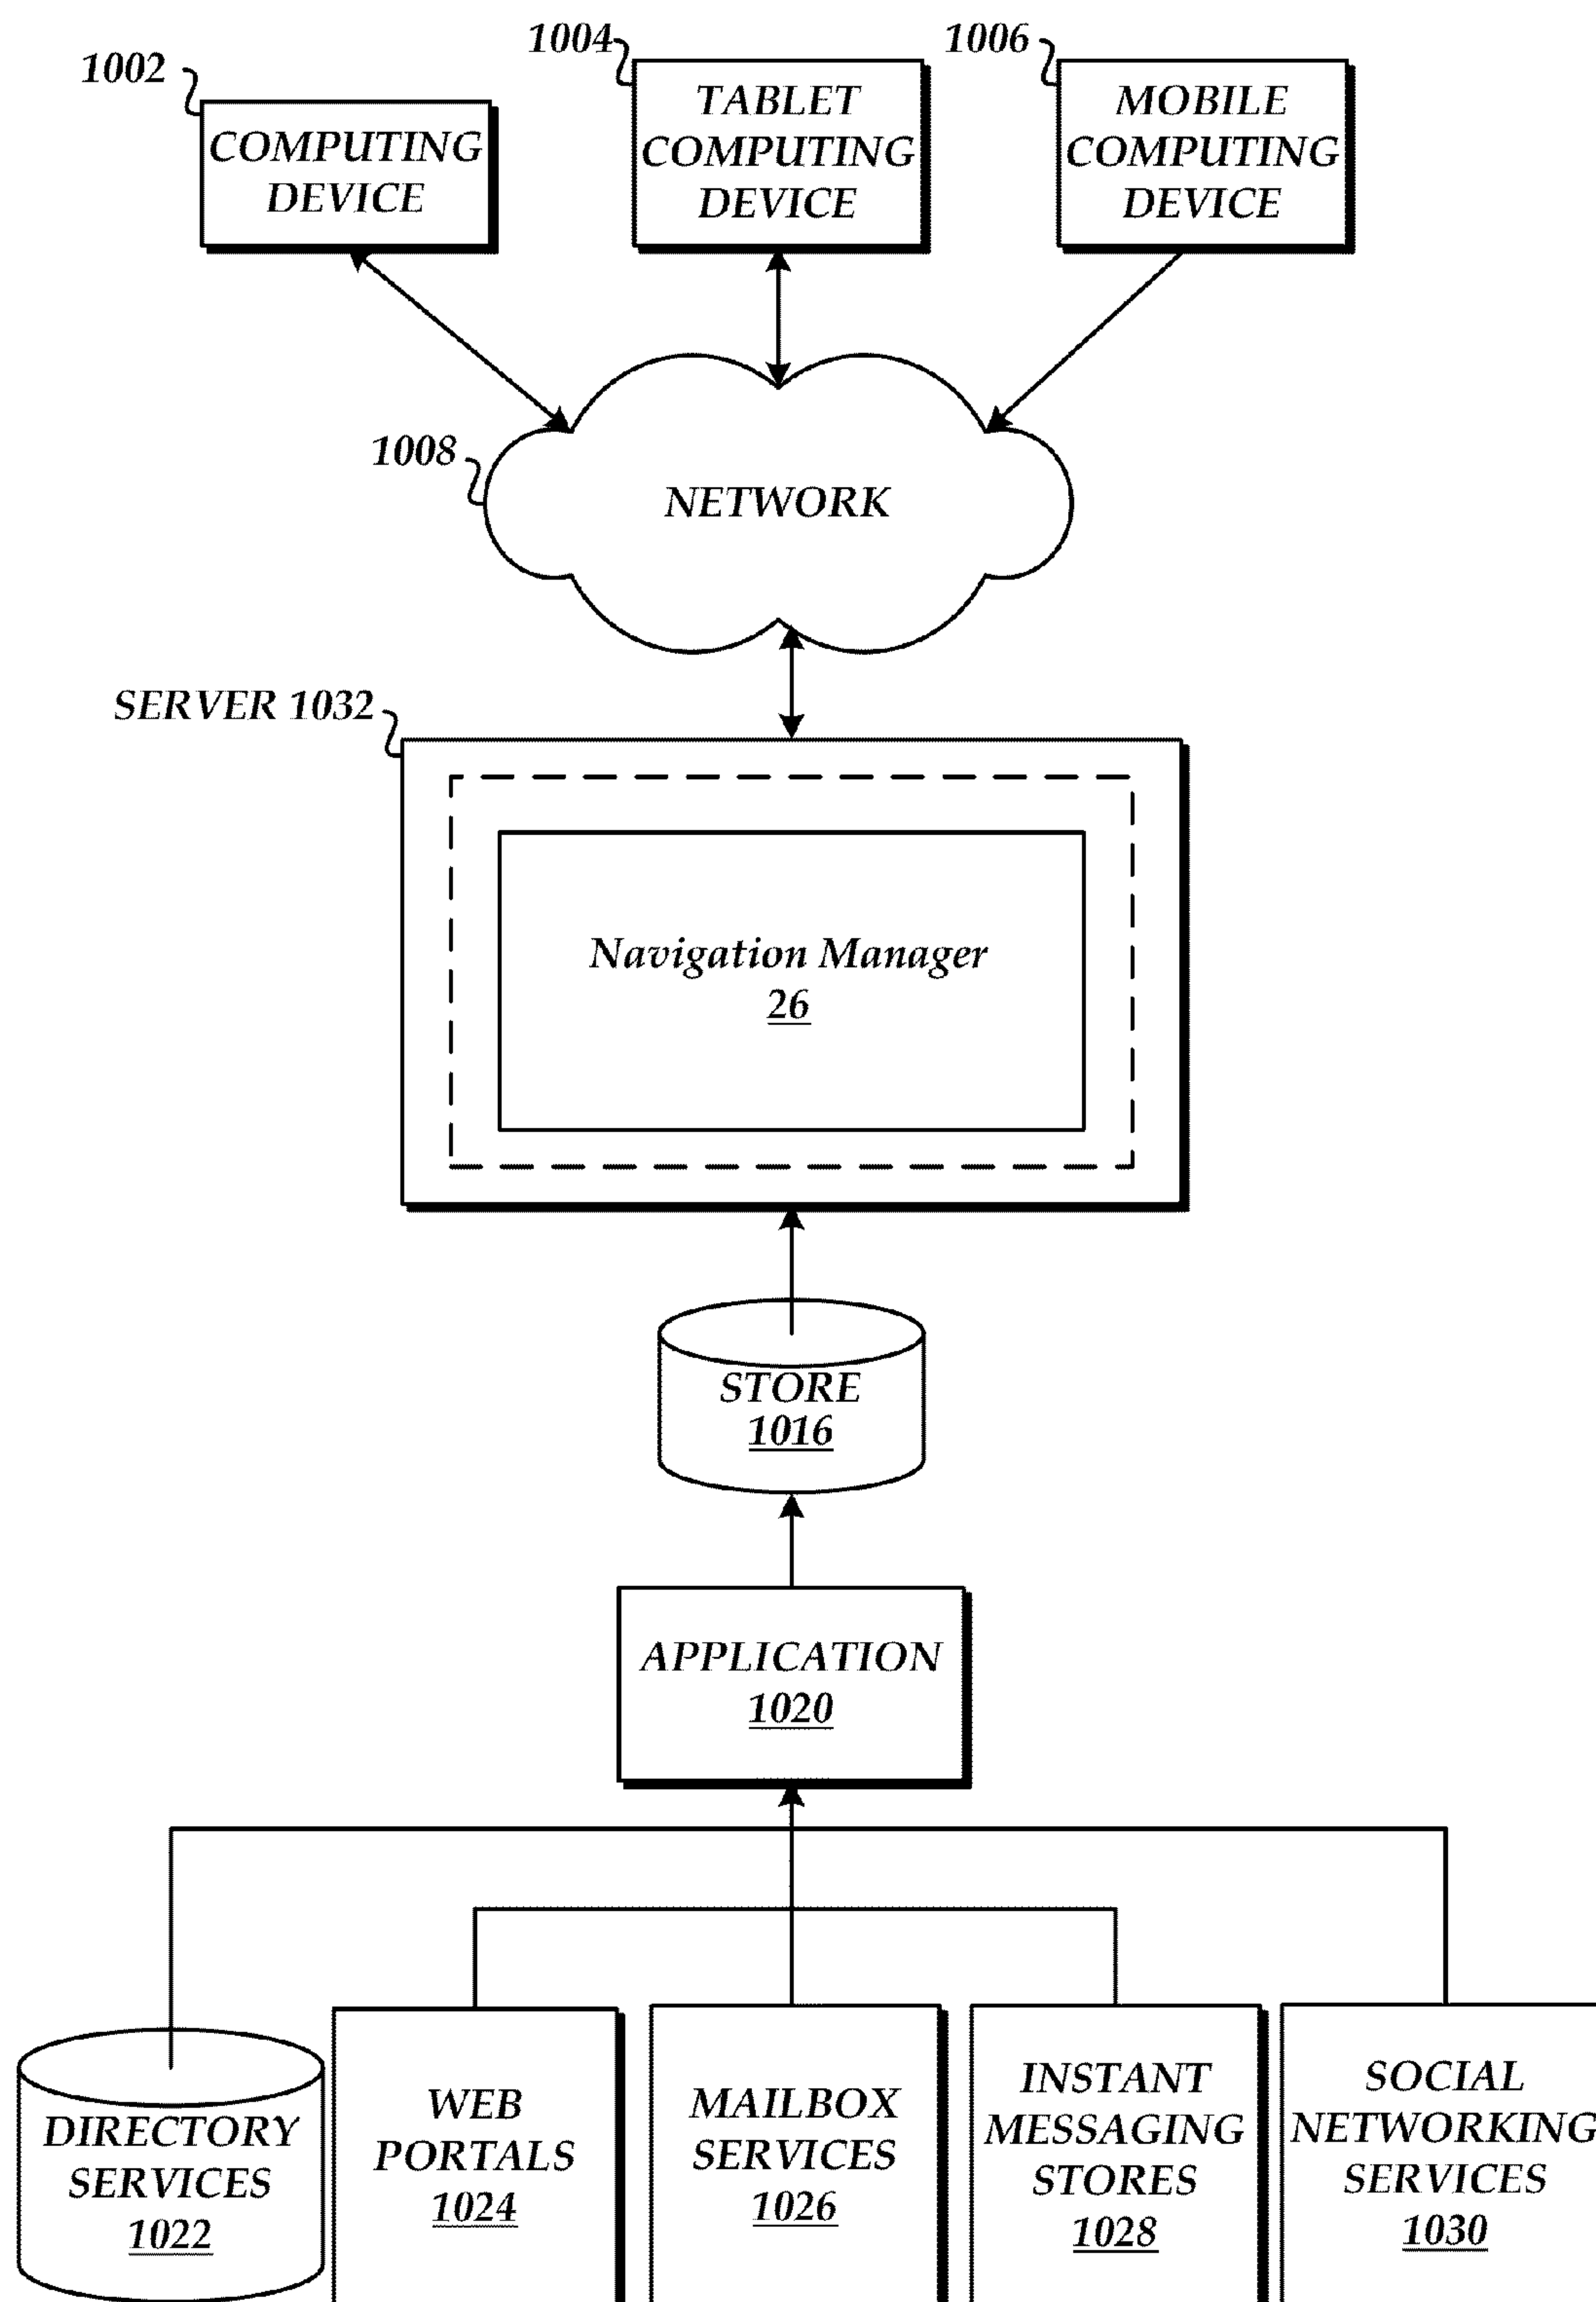 1002
1004
1006
COMPUTING
DEVICE
TABLET
COMPUTING
DEVICE
MOBILE
COMPUTING
DEVICE
1008
NETWORK
SERVER 1032
Navigation Manager
26
STORE
1016
APPLICATION
1020
DIRECTORY
SERVICES
1022
WEB
PORTALS
1024
MAILBOX
SERVICES
1026
INSTANT
MESSAGING
STORES
1028
SOCIAL
NETWORKING
SERVICES
1030